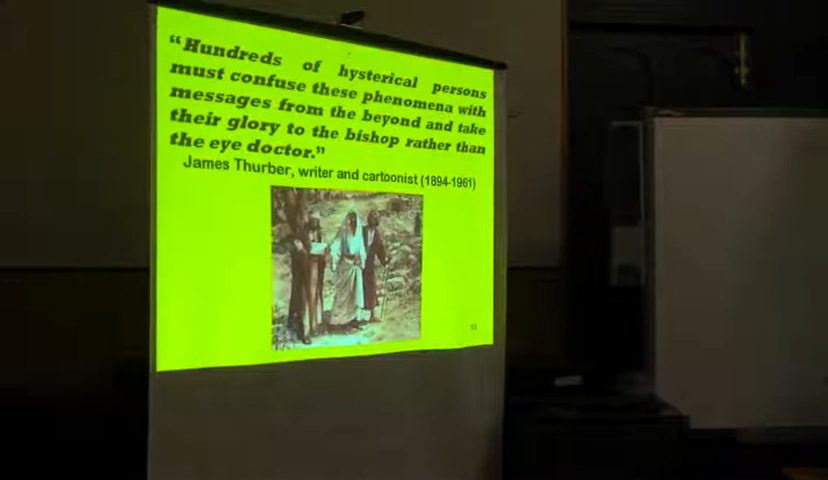 “Hundreds of hysterical persons
must confuse these phenomena with
messages from the beyond and take
their glory to the bishop rather than
the eye doctor.”
James Thurber, writer and cartoonist (1894-1961)